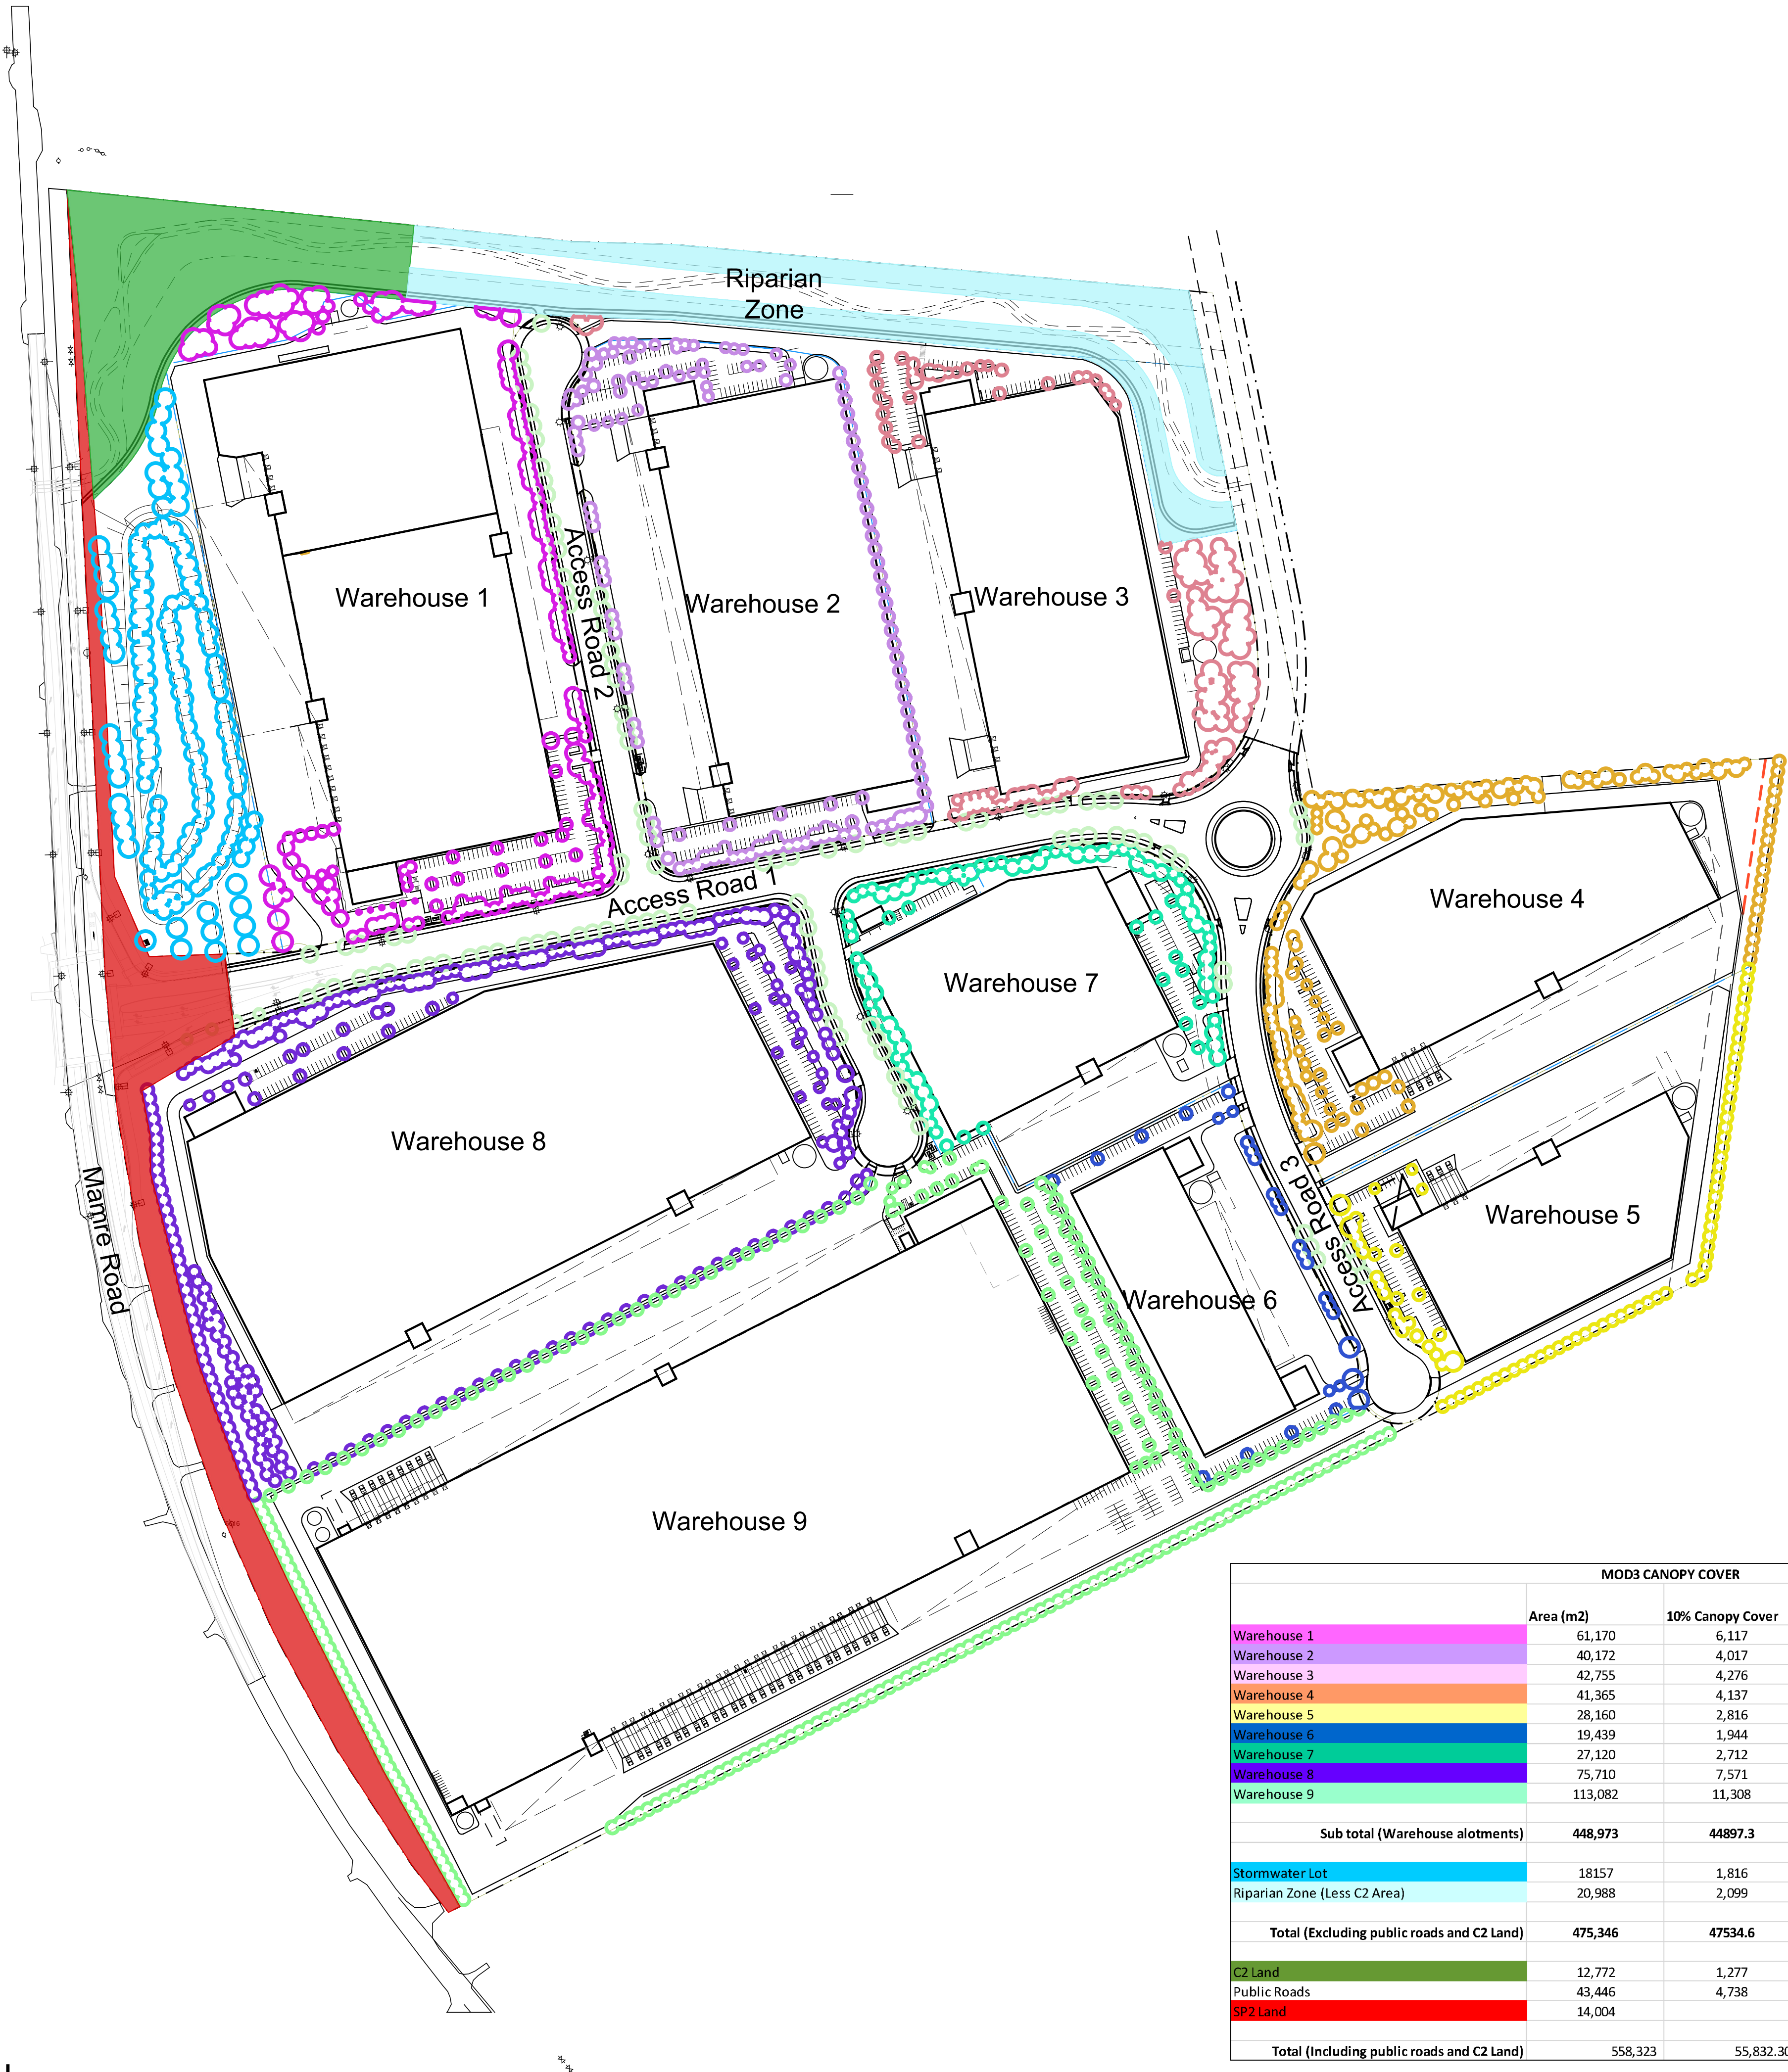 Riparian
Zone
Warehouse 1
Access Road 2
Warehouse 2
Warehouse 3
Access Road 1
Warehouse 4
Warehouse 7
Warehouse 8
Mamre Road
Access Road 3
Warehouse 5
Warehouse 6
Warehouse 9
MOD3 CANOPY COVER
Area (m2) 10% Canopy Cover
Warehouse 1 61,170 6,117
Warehouse 2 40,172 4,017
Warehouse 3 42,755 4,276
Warehouse 4 41,365 4,137
Warehouse 5 28,160 2,816
Warehouse 6 19,439 1,944
Warehouse 7 27,120 2,712
Warehouse 8 75,710 7,571
Warehouse 9 113,082 11,308
Sub total (Warehouse alotments) 448,973 44897.3
Stormwater Lot 18157 1,816
Riparian Zone (Less C2 Area) 20,988 2,099
Total (Excluding public roads and C2 Land) 475,346 47534.6
C2 Land 12,772 1,277
Public Roads 43,446 4,738
SP2 Land 14,004
Total (Including public roads and C2 Land) 558,323 55,832.30